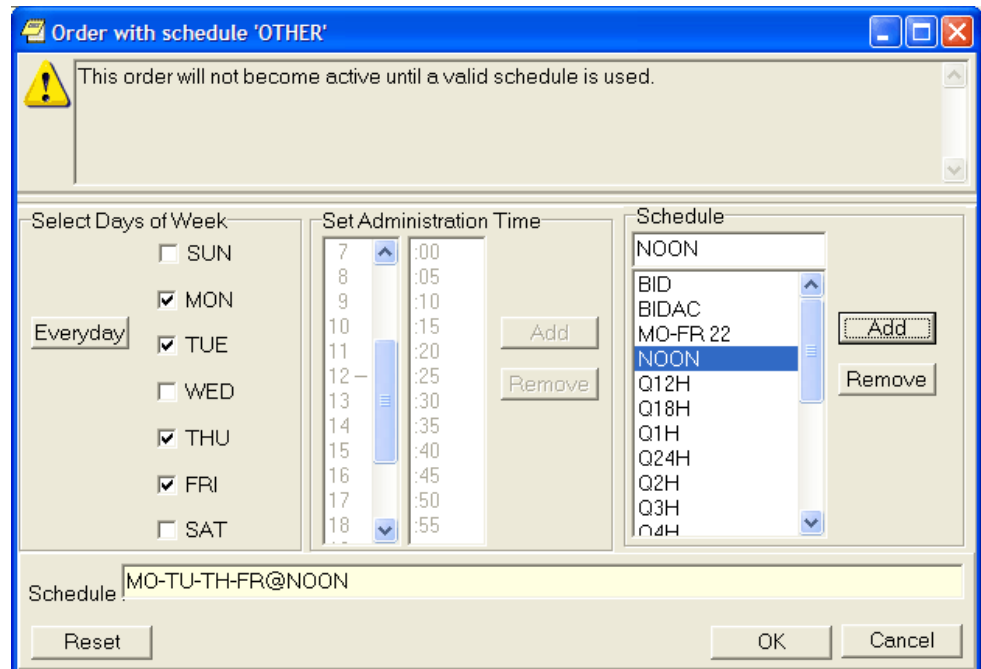 Order with schedule 'OTHER'
This order will not become active until a valid schedule is used.
Select Days of Week
SUN
MON
Everyday
TUE
WED
THU
FRI
SAT
Set Administration Time
7 :00
8 :05
9 :10
10 :15
11 :20
12 – :25
13 :30
14 :35
15 :40
16 :45
17 :50
18 :55
Add
Remove
Schedule
NOON
BID
BIDAC
MO-FR 22
NOON
Q12H
Q18H
Q1H
Q24H
Q2H
Q3H
Q4H
Add
Remove
Schedule :
MO-TU-TH-FR@NOON
Reset
OK
Cancel